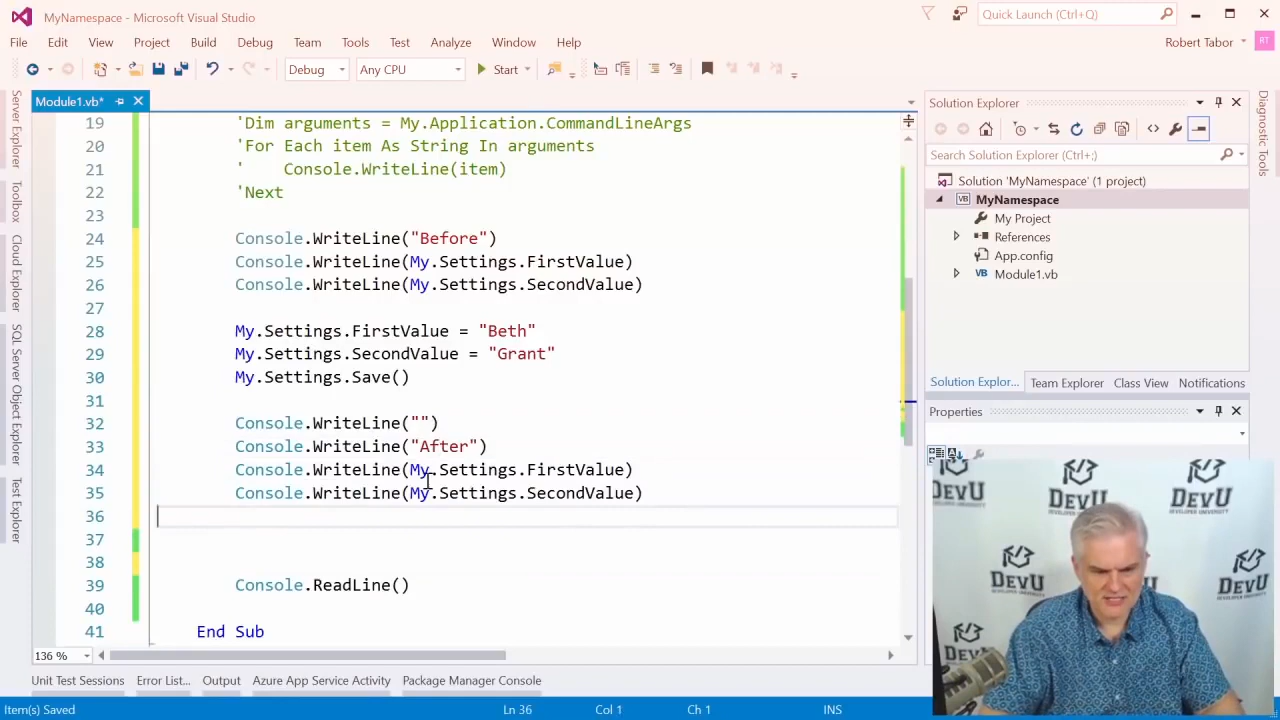 MyNamespace - Microsoft Visual Studio
Quick Launch (Ctrl+Q)
File Edit View Project Build Debug Team Tools Test Analyze Window Help
Robert Tabor
RT
Debug Any CPU Start
Module1.vb*
Server Explorer
Toolbox
Cloud Explorer
SQL Server Object Explorer
Test Explorer
19 'Dim arguments = My.Application.CommandLineArgs
20 'For Each item As String In arguments
21 '    Console.WriteLine(item)
22 'Next
23
24 Console.WriteLine("Before")
25 Console.WriteLine(My.Settings.FirstValue)
26 Console.WriteLine(My.Settings.SecondValue)
27
28 My.Settings.FirstValue = "Beth"
29 My.Settings.SecondValue = "Grant"
30 My.Settings.Save()
31
32 Console.WriteLine("")
33 Console.WriteLine("After")
34 Console.WriteLine(My.Settings.FirstValue)
35 Console.WriteLine(My.Settings.SecondValue)
36
37
38
39 Console.ReadLine()
40
41 End Sub
136 %
Solution Explorer
Search Solution Explorer (Ctrl+;)
Solution 'MyNamespace' (1 project)
VB MyNamespace
My Project
References
App.config
VB Module1.vb
Solution Explor... Team Explorer Class View Notifications
Diagnostic Tools
Properties
DevU
DEVELOPER UNIVERSITY
DevU
DevU
DevU
DevU
Unit Test Sessions Error List... Output Azure App Service Activity Package Manager Console
Item(s) Saved Ln 36 Col 1 Ch 1 INS